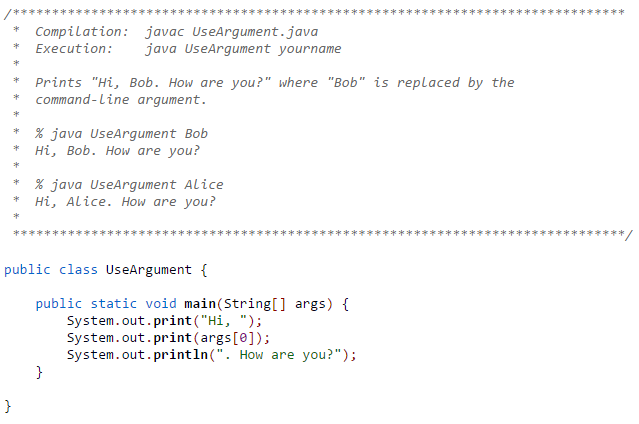 /******************************************************************************
 *  Compilation:  javac UseArgument.java
 *  Execution:    java UseArgument yourname
 *
 *  Prints "Hi, Bob. How are you?" where "Bob" is replaced by the
 *  command-line argument.
 *
 *  % java UseArgument Bob
 *  Hi, Bob. How are you?
 *
 *  % java UseArgument Alice
 *  Hi, Alice. How are you?
 *
 ******************************************************************************/

public class UseArgument {

    public static void main(String[] args) {
        System.out.print("Hi, ");
        System.out.print(args[0]);
        System.out.println(". How are you?");
    }

}